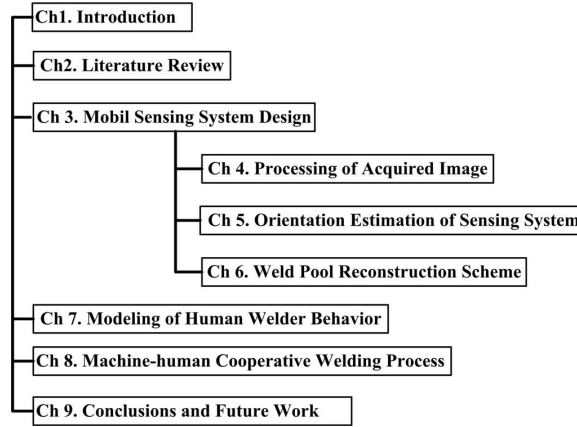 Ch1. Introduction
Ch2. Literature Review
Ch 3. Mobil Sensing System Design
Ch 4. Processing of Acquired Image
Ch 5. Orientation Estimation of Sensing System
Ch 6. Weld Pool Reconstruction Scheme
Ch 7. Modeling of Human Welder Behavior
Ch 8. Machine-human Cooperative Welding Process
Ch 9. Conclusions and Future Work